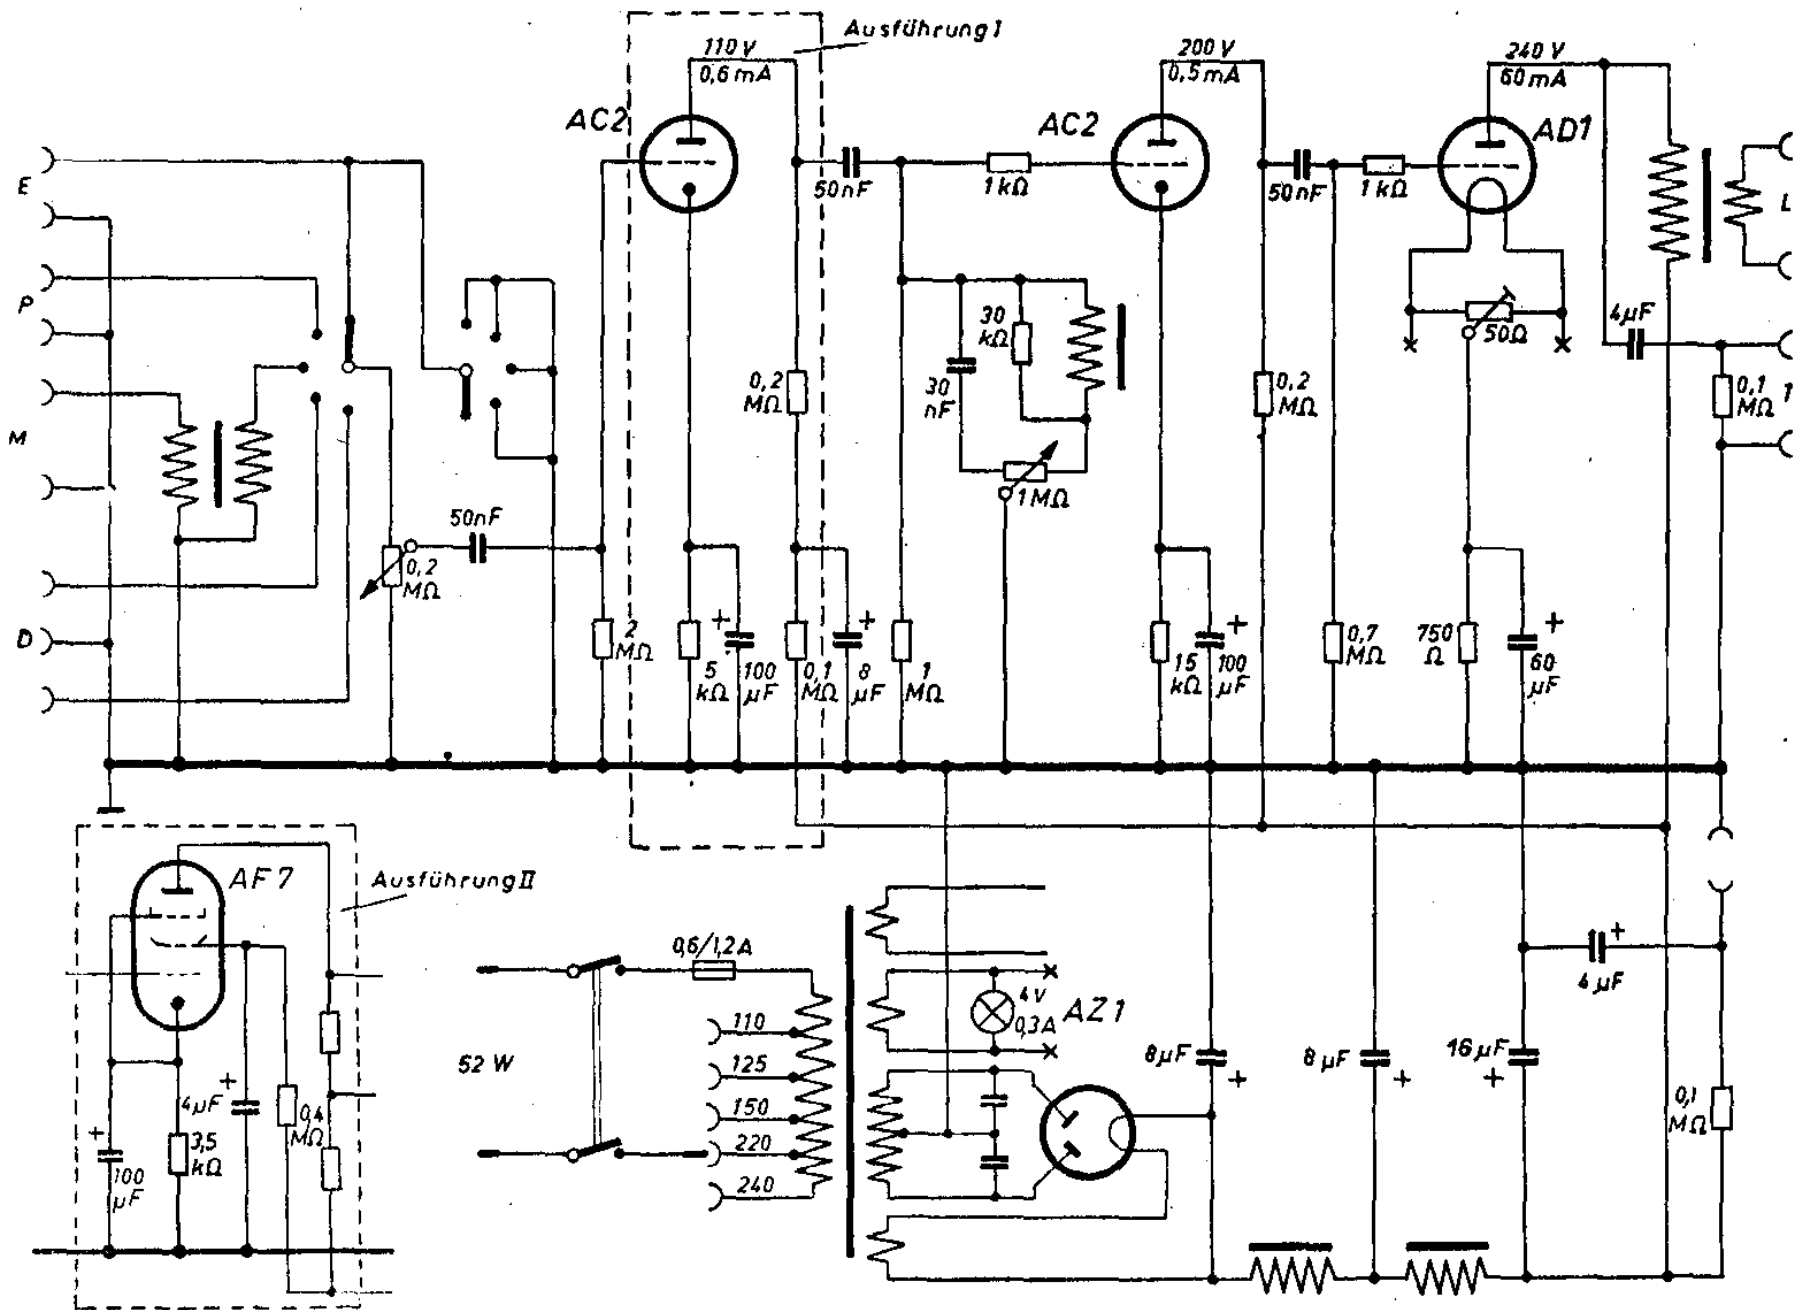 Ausführung I
110 V
0,6 mA
200 V
0,5 mA
240 V
60 mA
AC2
AC2
AD1
E
50nF
1 kΩ
50nF
1 kΩ
L
P
30
kΩ
50Ω
4µF
30
nF
0,2
MΩ
0,2
MΩ
0,1
MΩ
T
M
1 MΩ
50nF
0,2
MΩ
D
2
MΩ
5
kΩ
+
100
µF
0,1
MΩ
+
8
µF
1
MΩ
15
kΩ
+
100
µF
0,7
MΩ
750
Ω
+
60
µF
AF7
Ausführung II
0,6/1,2A
4V
0,3A
AZ1
+
4µF
52 W
110
125
150
220
240
8µF
+
8µF
+
16µF
+
0,1
MΩ
+
4µF
0,4
MΩ
+
100
µF
3,5
kΩ